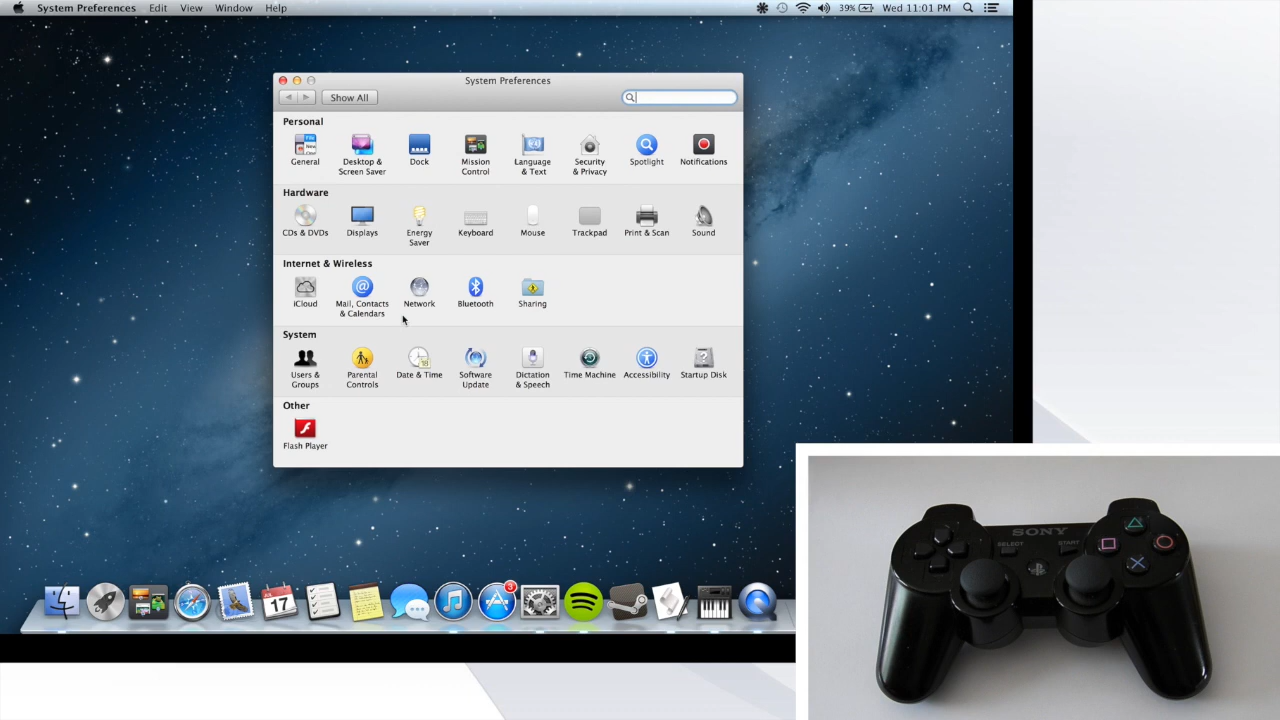 System Preferences Edit View Window Help
39% Wed 11:01 PM
System Preferences
Show All
Personal
General
Desktop &
Screen Saver
Dock
Mission
Control
Language
& Text
Security
& Privacy
Spotlight
Notifications
Hardware
CDs & DVDs
Displays
Energy
Saver
Keyboard
Mouse
Trackpad
Print & Scan
Sound
Internet & Wireless
iCloud
Mail, Contacts
& Calendars
Network
Bluetooth
Sharing
System
Users &
Groups
Parental
Controls
Date & Time
Software
Update
Dictation
& Speech
Time Machine
Accessibility
Startup Disk
Other
Flash Player
17
3
SONY
SELECT
START